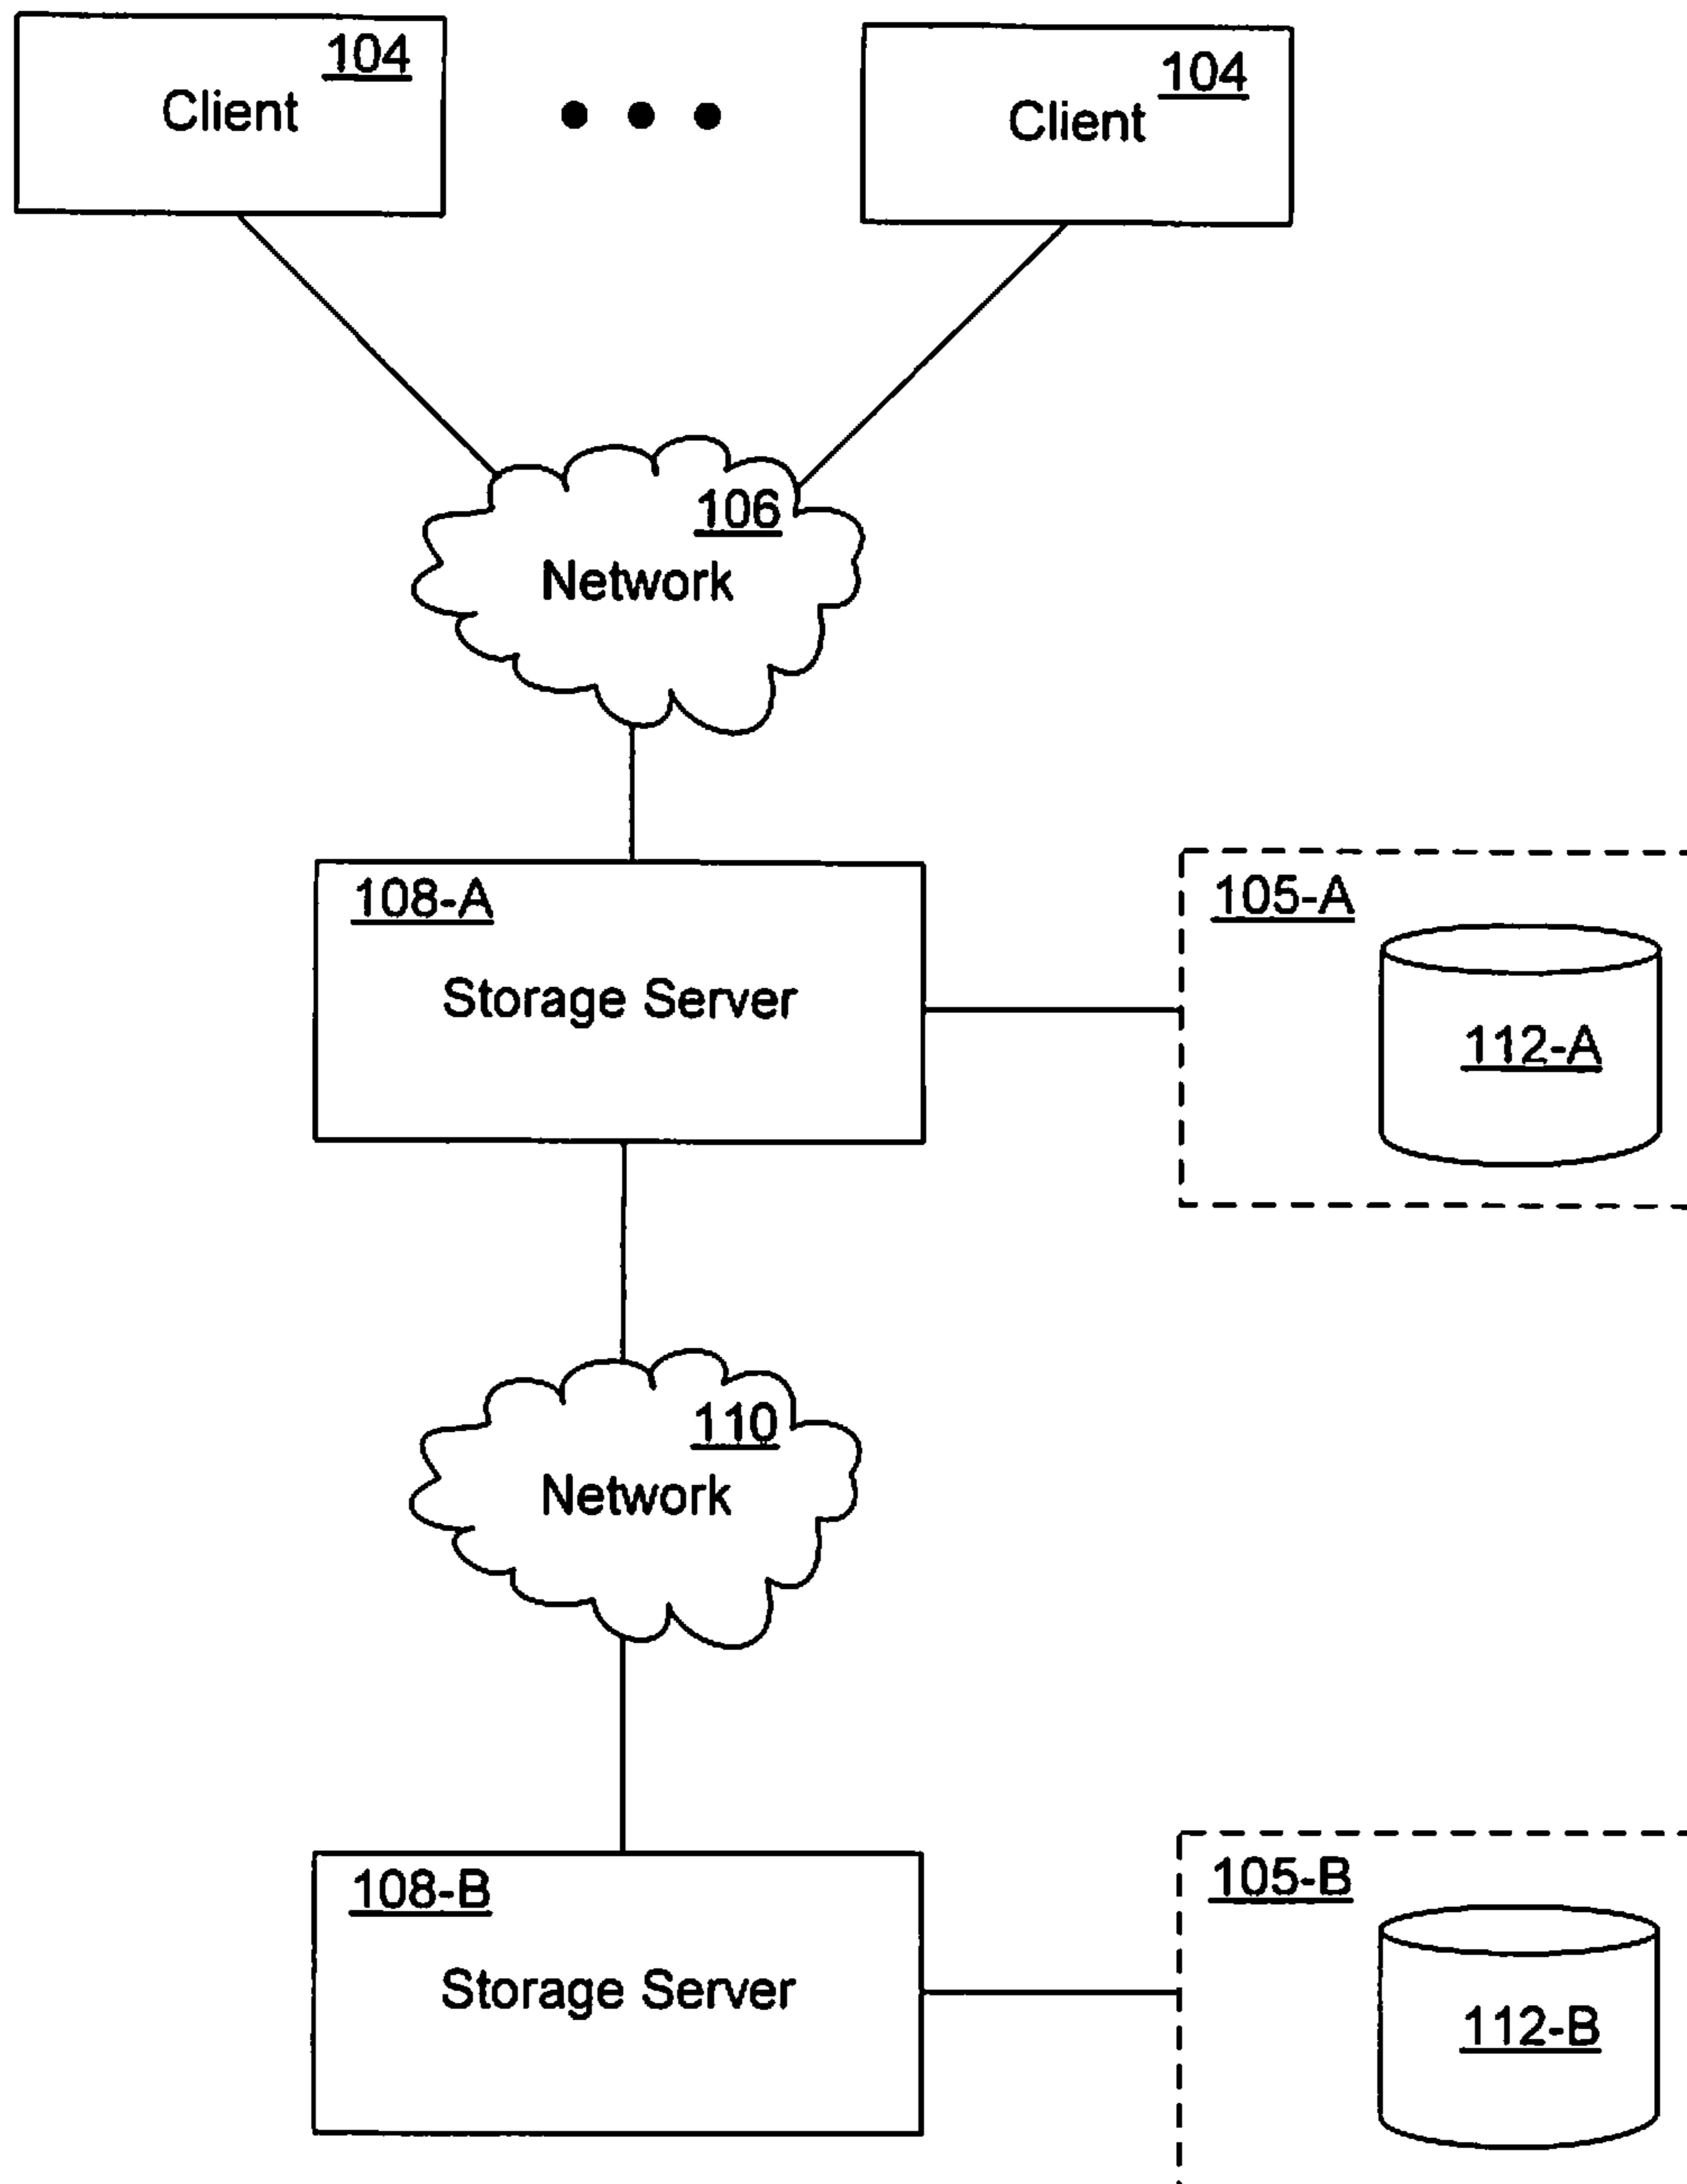 104
Client
104
Client
106
Network
108-A
Storage Server
105-A
112-A
110
Network
108-B
Storage Server
105-B
112-B